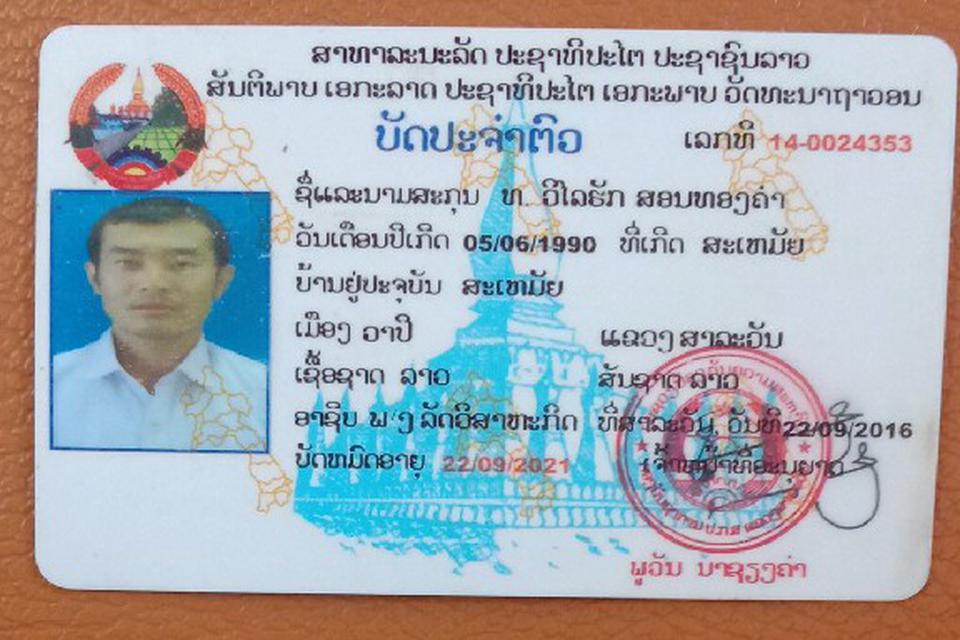 ສາທາລະນະລັດ ປະຊາທິປະໄຕ ປະຊາຊົນລາວ
ສັນຕິພາບ ເອກະລາດ ປະຊາທິປະໄຕ ເອກະພາບ ວັດທະນາຖາວອນ
ບັດປະຈຳຕົວ ເລກທີ 14-0024353
ຊື່ແລະນາມສະກຸນ ທ. ວິໄລຮັກ ສອນທອງຄຳ
ວັນເດືອນປີເກີດ 05/06/1990 ທີ່ເກີດ ສະເຫມັຍ
ບ້ານຢູ່ປະຈຸບັນ ສະເຫມັຍ
ເມືອງ ວາປີ ແຂວງ ສາລະວັນ
ເຊື້ອຊາດ ລາວ ສັນຊາດ ລາວ
ອາຊີບ ພ/ງ ລັດວິສາຫະກິດ ທີ່ສາລະວັນ, ວັນທີ 22/09/2016
ບັດຫມົດອາຍຸ 22/09/2021 ເຈົ້າຫນ້າທີ່ອະນຸຍາດ
ພູວັນ ນາຊຽງຄຳ